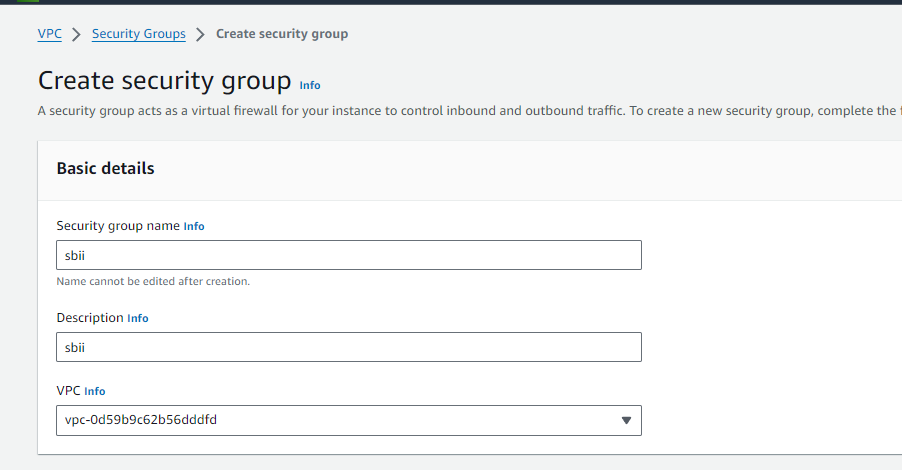 VPC > Security Groups > Create security group
Create security group Info
A security group acts as a virtual firewall for your instance to control inbound and outbound traffic. To create a new security group, complete the
Basic details
Security group name Info
sbii
Name cannot be edited after creation.
Description Info
sbii
VPC Info
vpc-0d59b9c62b56dddfd